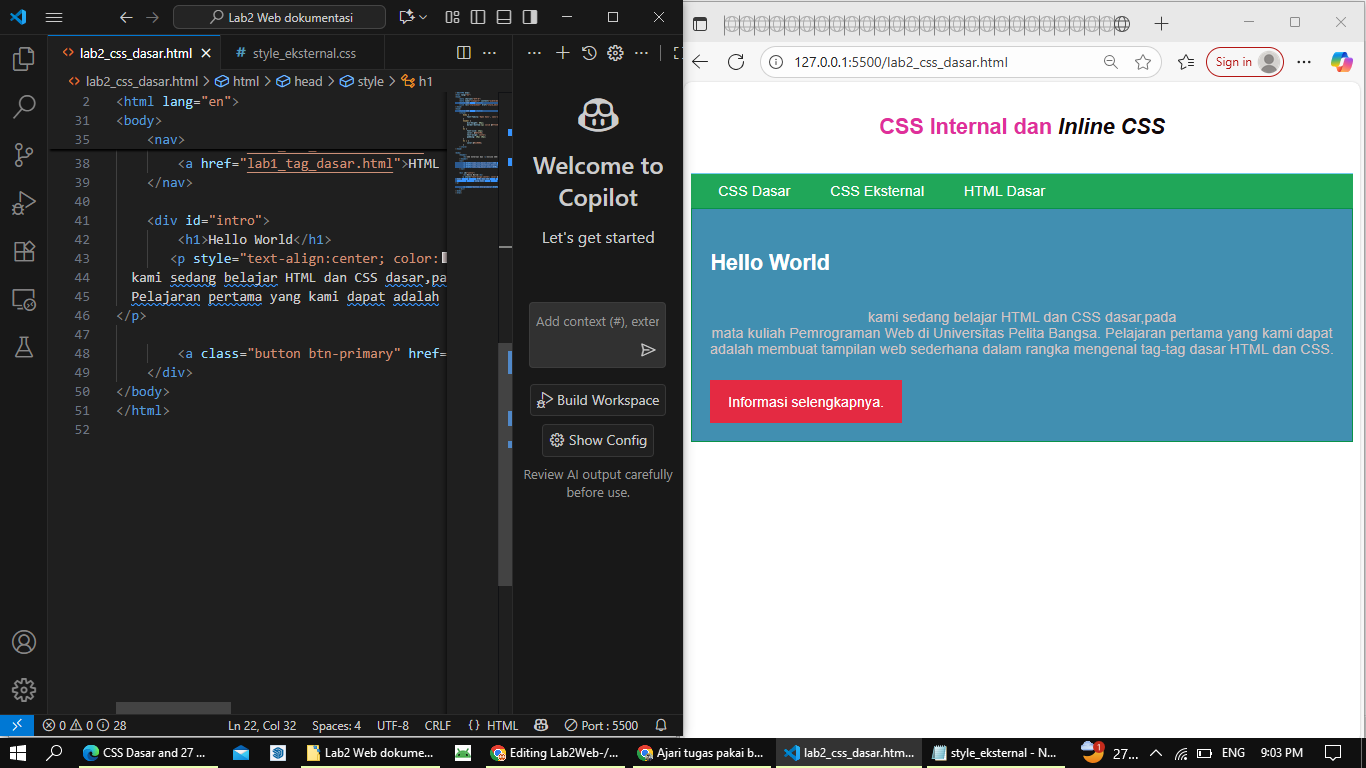 Lab2 Web dokumentasi
lab2_css_dasar.html
# style_eksternal.css
lab2_css_dasar.html > html > head > style > h1
2 <html lang="en">
31 <body>
35 <nav>
38 <a href="lab1_tag_dasar.html">HTML
39 </nav>
40
41 <div id="intro">
42 <h1>Hello World</h1>
43 <p style="text-align:center; color:
44 kami sedang belajar HTML dan CSS dasar,pa
45 Pelajaran pertama yang kami dapat adalah
46 </p>
47
48 <a class="button btn-primary" href=
49 </div>
50 </body>
51 </html>
52
Welcome to
Copilot
Let's get started
Add context (#), exter
Build Workspace
Show Config
Review AI output carefully
before use.
0 0 28 Ln 22, Col 32 Spaces: 4 UTF-8 CRLF {} HTML Port : 5500
127.0.0.1:5500/lab2_css_dasar.html
Sign in
CSS Internal dan Inline CSS
CSS Dasar CSS Eksternal HTML Dasar
Hello World
kami sedang belajar HTML dan CSS dasar,pada
mata kuliah Pemrograman Web di Universitas Pelita Bangsa. Pelajaran pertama yang kami dapat
adalah membuat tampilan web sederhana dalam rangka mengenal tag-tag dasar HTML dan CSS.
Informasi selengkapnya.
CSS Dasar and 27 ... Lab2 Web dokume... Editing Lab2Web-/... Ajari tugas pakai b... lab2_css_dasar.htm... style_eksternal - N... 1 27... ENG 9:03 PM